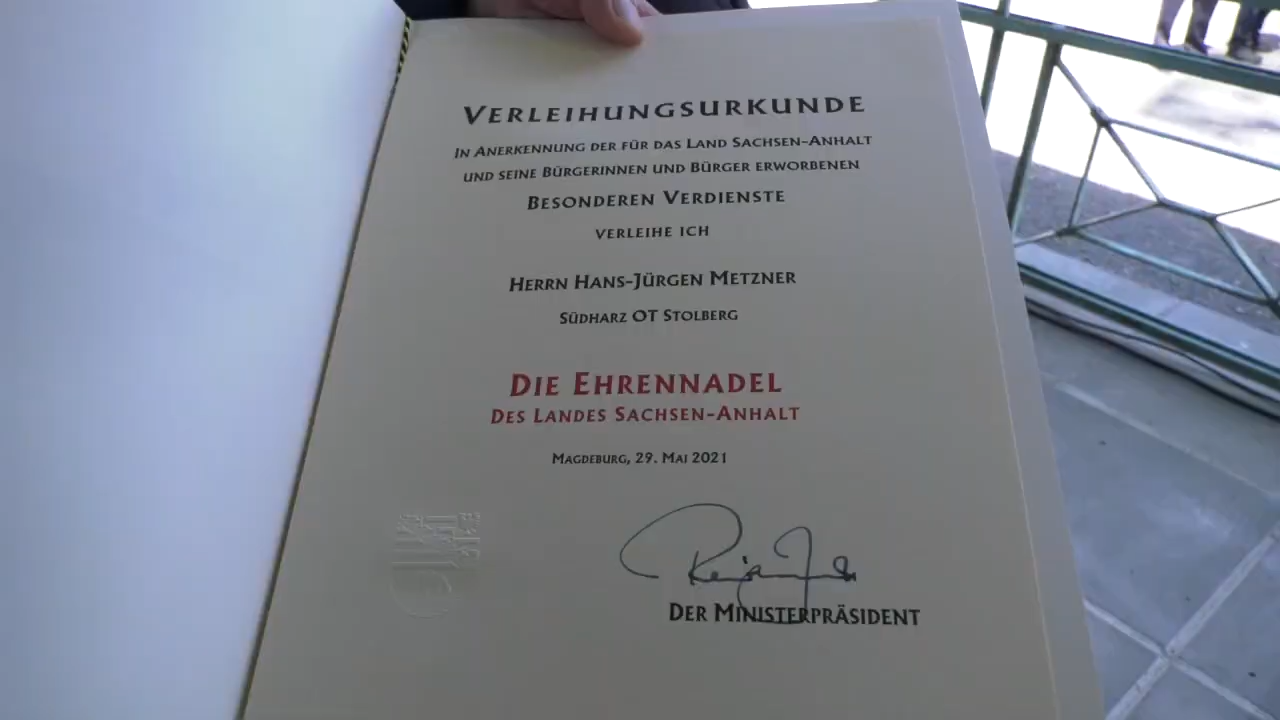 VERLEIHUNGSURKUNDE
IN ANERKENNUNG DER FÜR DAS LAND SACHSEN-ANHALT
UND SEINE BÜRGERINNEN UND BÜRGER ERWORBENEN
BESONDEREN VERDIENSTE
VERLEIHE ICH
HERRN HANS-JÜRGEN METZNER
SÜDHARZ OT STOLBERG
DIE EHRENNADEL
DES LANDES SACHSEN-ANHALT
MAGDEBURG, 29. MAI 2021
DER MINISTERPRÄSIDENT